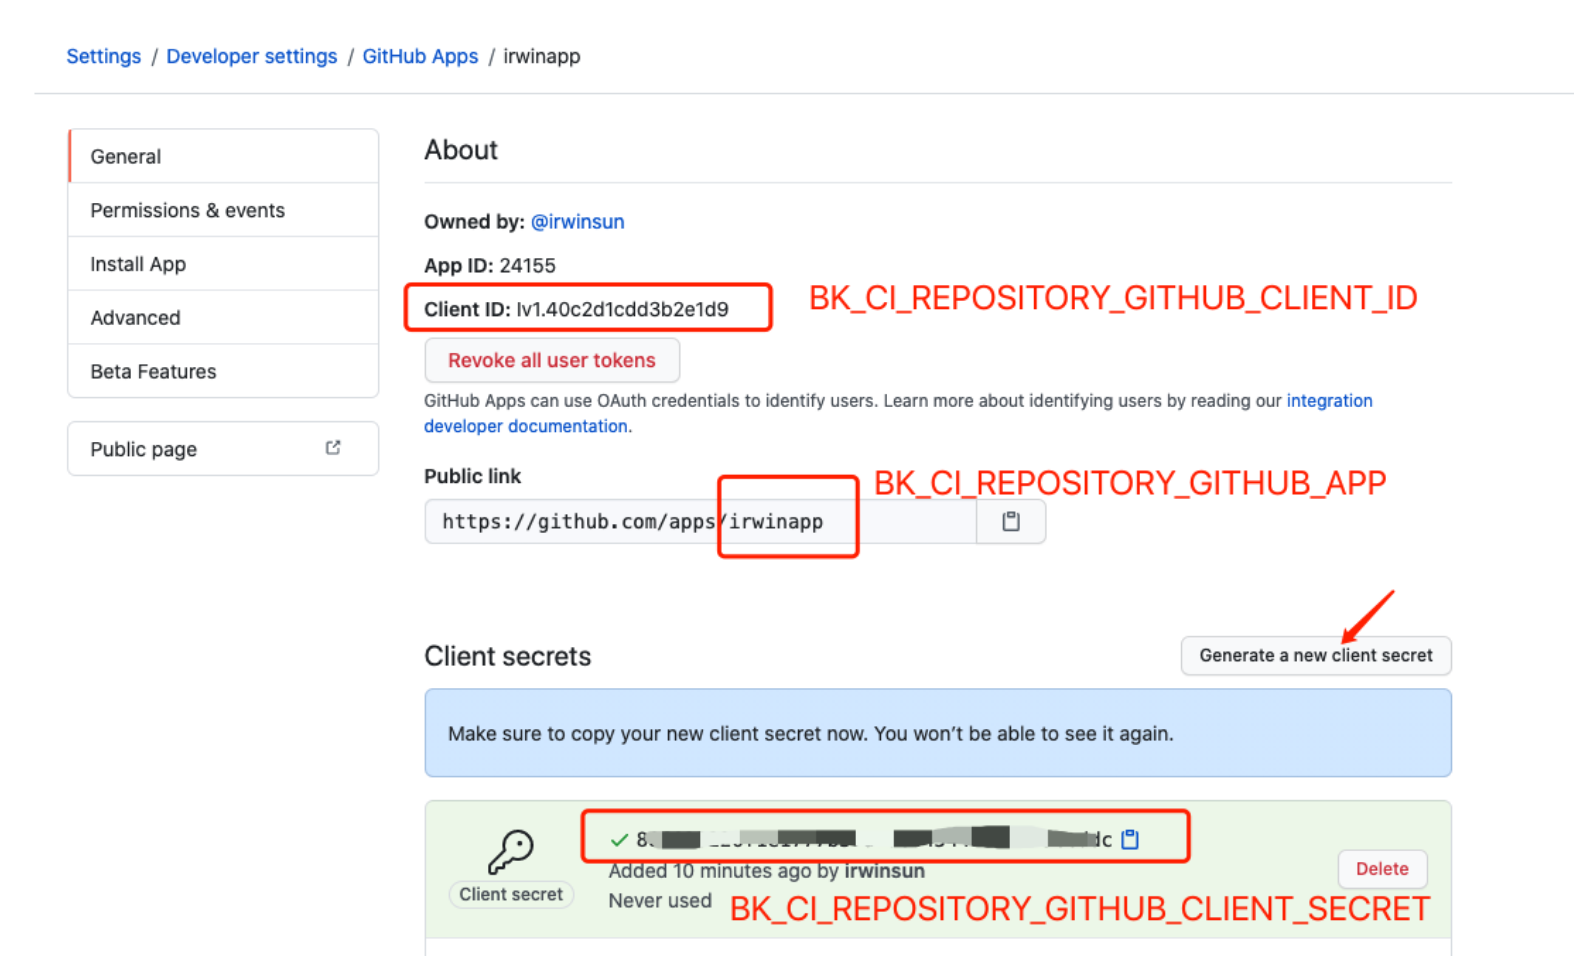 Settings / Developer settings / GitHub Apps / irwinapp
General
Permissions & events
Install App
Advanced
Beta Features
Public page
About
Owned by: @irwinsun
App ID: 24155
Client ID: Iv1.40c2d1cdd3b2e1d9
BK_CI_REPOSITORY_GITHUB_CLIENT_ID
Revoke all user tokens
GitHub Apps can use OAuth credentials to identify users. Learn more about identifying users by reading our integration
developer documentation.
Public link
BK_CI_REPOSITORY_GITHUB_APP
https://github.com/apps/irwinapp
Client secrets
Generate a new client secret
Make sure to copy your new client secret now. You won't be able to see it again.
Client secret
Added 10 minutes ago by irwinsun
Never used
Delete
BK_CI_REPOSITORY_GITHUB_CLIENT_SECRET